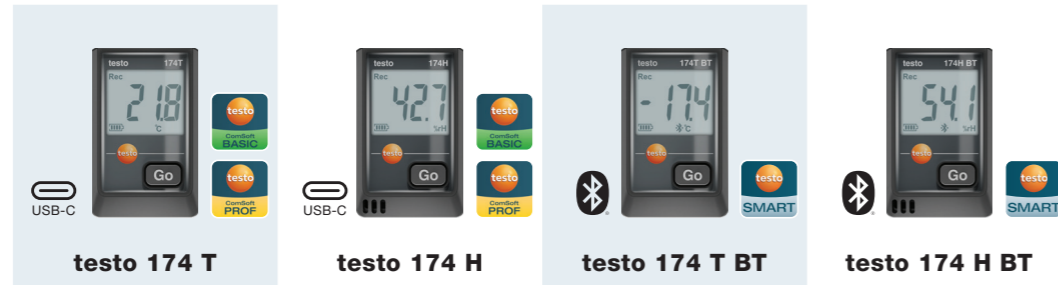 testo 174T
Rec
21.8
°C
testo
Go
USB-C
testo
ComSoft
BASIC
testo
ComSoft
PROF
testo 174 T
testo 174H
Rec
42.7
%rH
testo
Go
USB-C
testo
ComSoft
BASIC
testo
ComSoft
PROF
testo 174 H
testo 174T BT
Rec
-17.4
°C
testo
Go
testo
SMART
testo 174 T BT
testo 174H BT
Rec
54.1
%rH
testo
Go
testo
SMART
testo 174 H BT